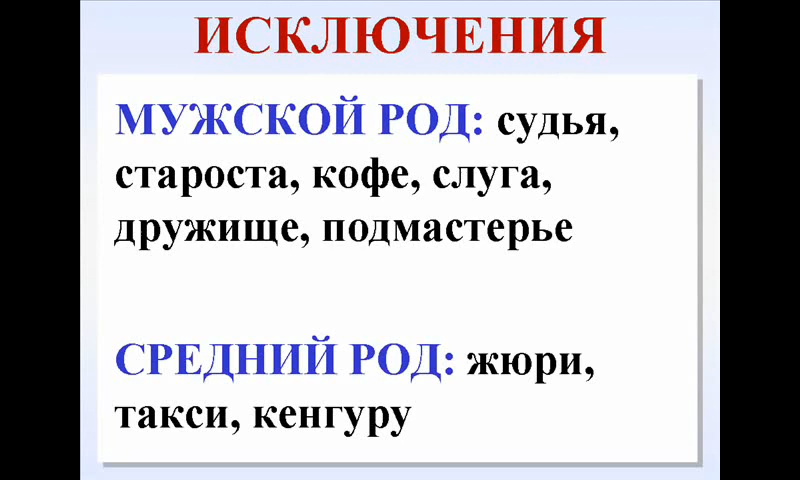 ИСКЛЮЧЕНИЯ
МУЖСКОЙ РОД: судья,
староста, кофе, слуга,
дружище, подмастерье
СРЕДНИЙ РОД: жюри,
такси, кенгуру